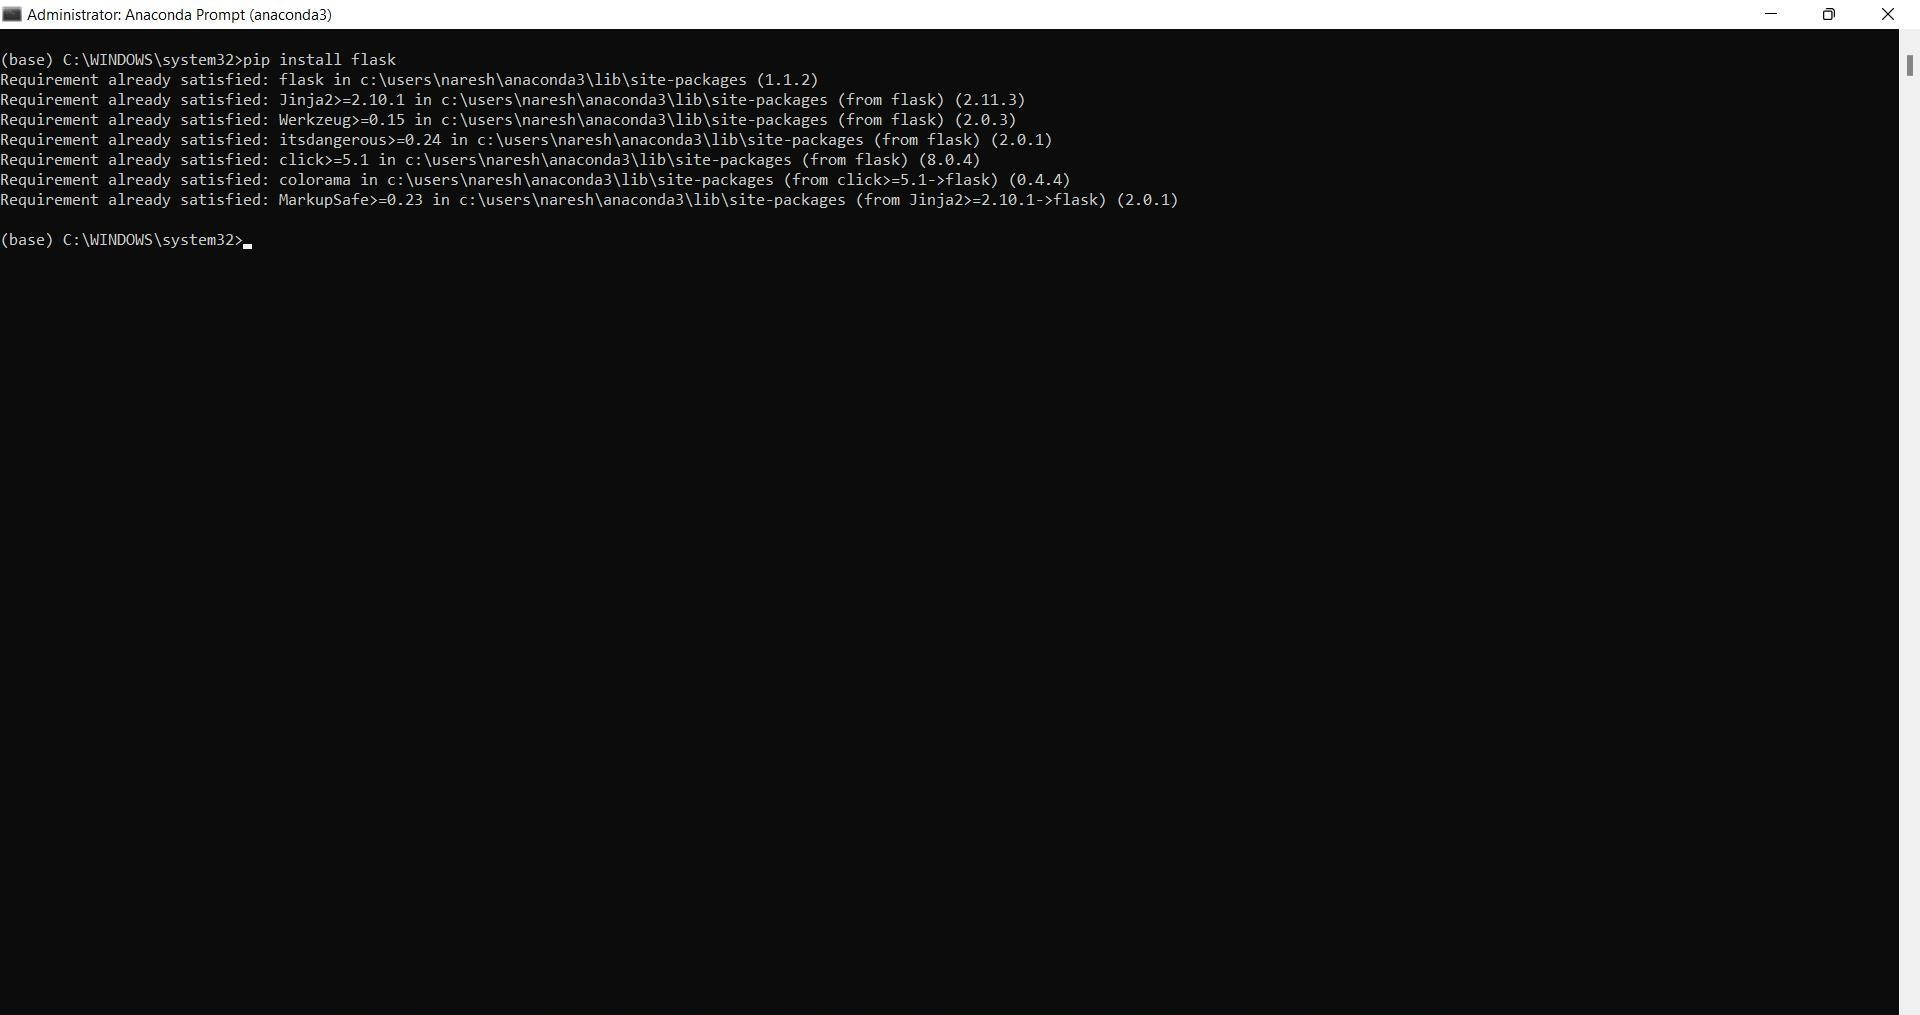 Administrator: Anaconda Prompt (anaconda3)
(base) C:\WINDOWS\system32>pip install flask
Requirement already satisfied: flask in c:\users\naresh\anaconda3\lib\site-packages (1.1.2)
Requirement already satisfied: Jinja2>=2.10.1 in c:\users\naresh\anaconda3\lib\site-packages (from flask) (2.11.3)
Requirement already satisfied: Werkzeug>=0.15 in c:\users\naresh\anaconda3\lib\site-packages (from flask) (2.0.3)
Requirement already satisfied: itsdangerous>=0.24 in c:\users\naresh\anaconda3\lib\site-packages (from flask) (2.0.1)
Requirement already satisfied: click>=5.1 in c:\users\naresh\anaconda3\lib\site-packages (from flask) (8.0.4)
Requirement already satisfied: colorama in c:\users\naresh\anaconda3\lib\site-packages (from click>=5.1->flask) (0.4.4)
Requirement already satisfied: MarkupSafe>=0.23 in c:\users\naresh\anaconda3\lib\site-packages (from Jinja2>=2.10.1->flask) (2.0.1)
(base) C:\WINDOWS\system32>